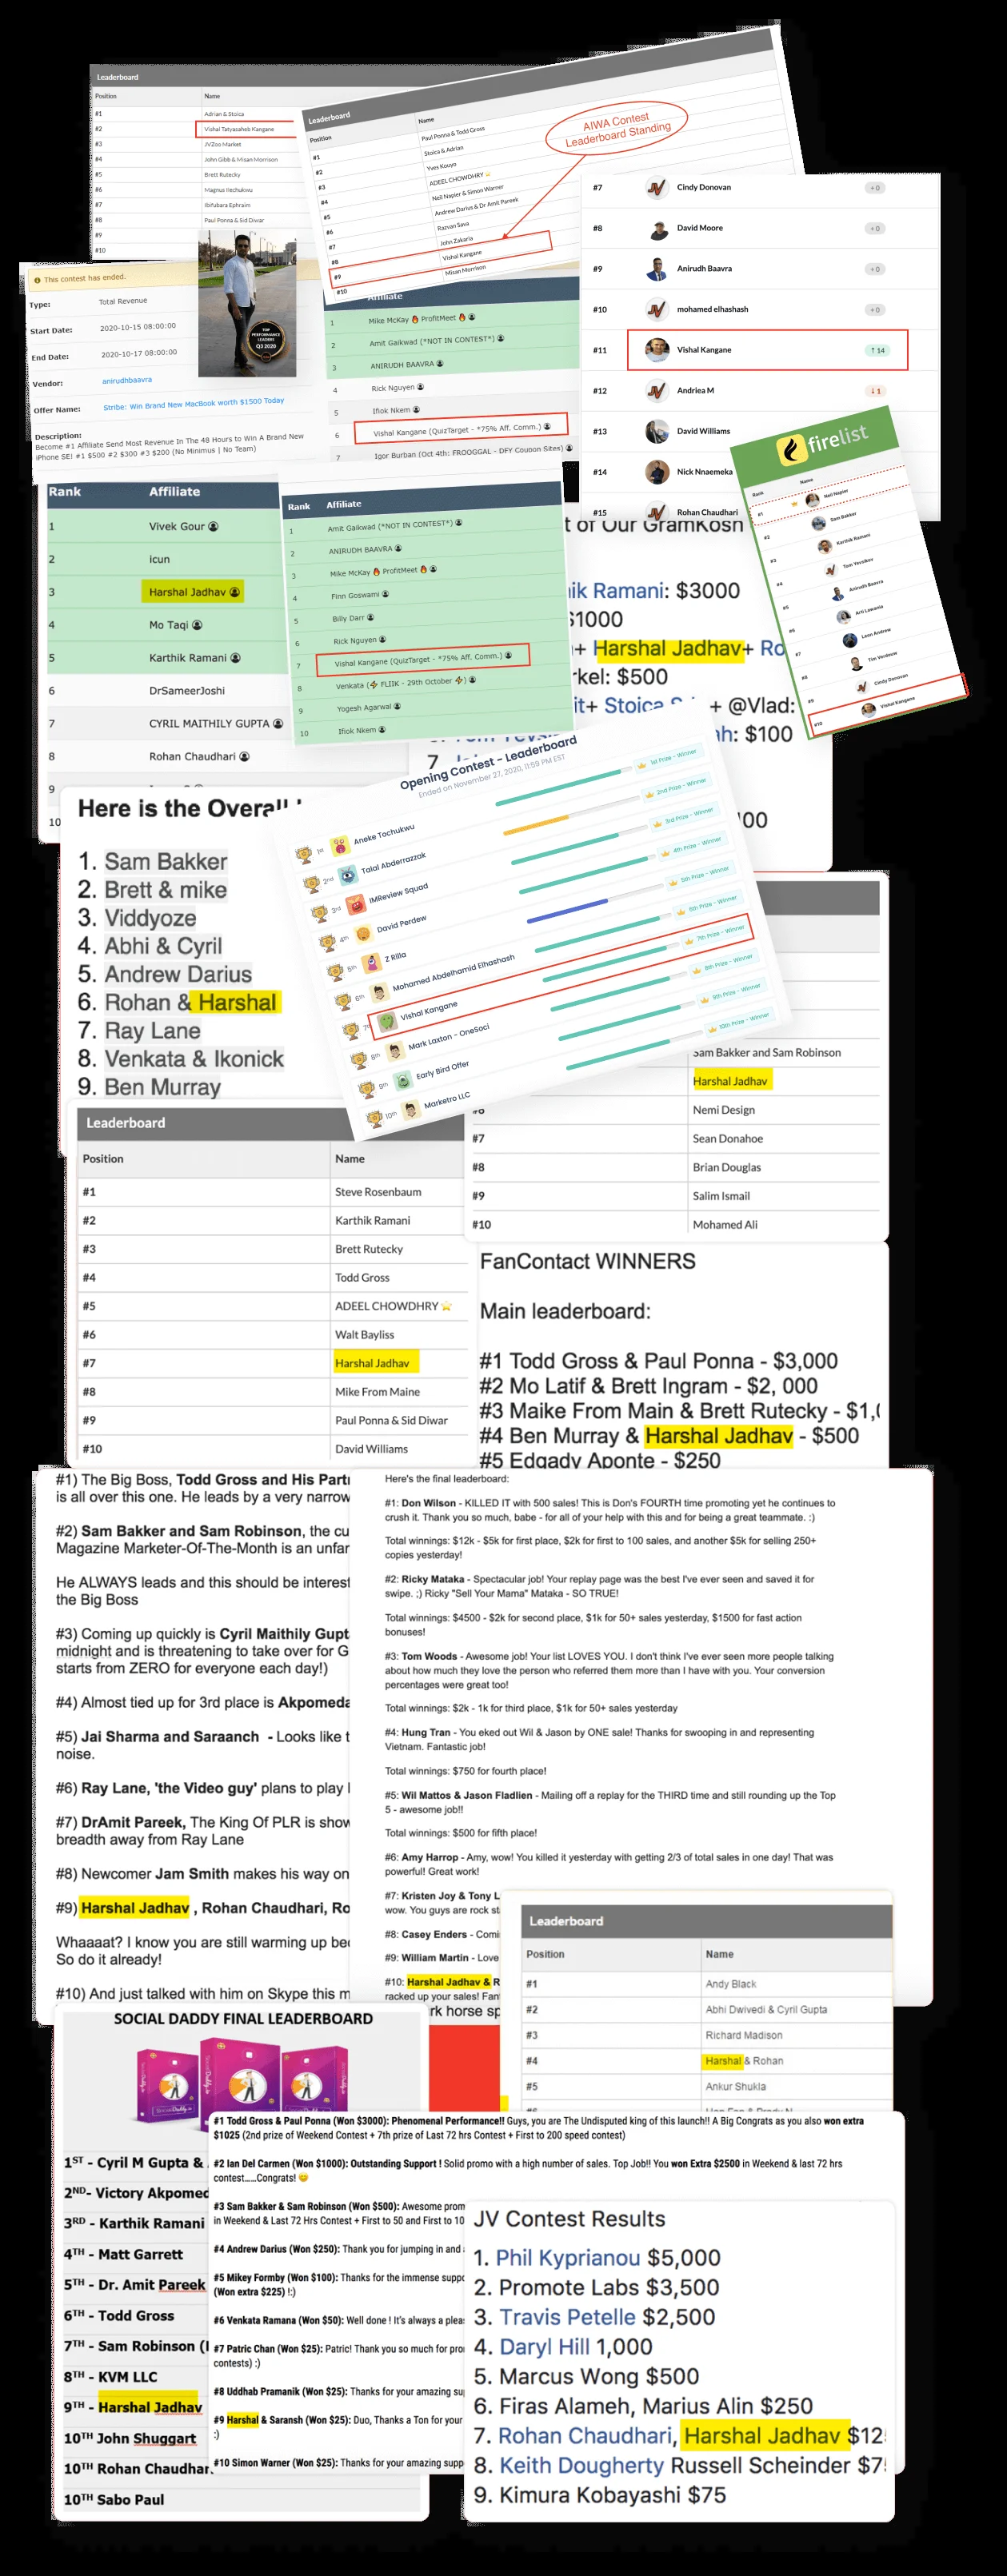 Leaderboard
Position Name
#1 Adrian & Stoica
#2 Vishal Tatyasaheb Kangane
#3 JVZoo Market
#4 John Gibb & Misan Morrison
#5 Brett Rutecky
#6 Magnus Ilechukwu
#7 Ibifubara Ephraim
#8 Paul Ponna & Sid Diwar
#9
#10
Leaderboard
Position Name
#1 Paul Ponna & Todd Gross
#2 Stoica & Adrian
#3 Yves Kouyo
#4 ADEEL CHOWDHRY
#5 Neil Napier & Simon Warner
#6 Andrew Darius & Dr Amit Pareek
#7 Razvan Sava
#8 John Zakaria
#9 Vishal Kangane
#10 Misan Morrison
AIWA Contest
Leaderboard Standing
#7 Cindy Donovan +0
#8 David Moore +0
#9 Anirudh Baavra +0
#10 mohamed elhashash +0
#11 Vishal Kangane ↑ 14
#12 Andriea M ↓ 1
#13 David Williams
#14 Nick Nnaemeka
#15 Rohan Chaudhari
This contest has ended.
Type: Total Revenue
Start Date: 2020-10-15 08:00:00
End Date: 2020-10-17 08:00:00
Vendor: anirudhbaavra
Offer Name: Stribe: Win Brand New MacBook worth $1500 Today
Description:
Become #1 Affiliate Send Most Revenue In The 48 Hours to Win A Brand New
iPhone SE! #1 $500 #2 $300 #3 $200 (No Minimus | No Team)
TOP
PERFORMANCE
LEADERS
Q3 2020
Affiliate
1 Mike McKay 🔥 ProfitMeet 🔥
2 Amit Gaikwad (*NOT IN CONTEST*)
3 ANIRUDH BAAVRA
4 Rick Nguyen
5 Ifiok Nkem
6 Vishal Kangane (QuizTarget - *75% Aff. Comm.)
7 Igor Burban (Oct 4th: FROOGGAL - DFY Coupon Sites)
firelist
Rank Name
#1 Neil Napier
#2 Sam Bakker
Karthik Ramani
#4 Tom Yevsikov
#5 Anirudh Baavra
#6 Arti Lawania
#7 Leon Andrew
#8 Tim Verdouw
#9 Cindy Donovan
#10 Vishal Kangane
Rank Affiliate
1 Vivek Gour
2 icun
3 Harshal Jadhav
4 Mo Taqi
5 Karthik Ramani
6 DrSameerJoshi
7 CYRIL MAITHILY GUPTA
8 Rohan Chaudhari
9
10
Rank Affiliate
1 Amit Gaikwad (*NOT IN CONTEST*)
2 ANIRUDH BAAVRA
3 Mike McKay 🔥 ProfitMeet 🔥
4 Finn Goswami
5 Billy Darr
6 Rick Nguyen
7 Vishal Kangane (QuizTarget - *75% Aff. Comm.)
8 Venkata (⚡ FLIIK - 29th October ⚡)
9 Yogesh Agarwal
10 Ifiok Nkem
t of Our GramKosh
ik Ramani: $3000
$1000
+ Harshal Jadhav+ Ro
rkel: $500
it+ Stoica + @Vlad:
ah: $100
7
00
Here is the Overall
1. Sam Bakker
2. Brett & mike
3. Viddyoze
4. Abhi & Cyril
5. Andrew Darius
6. Rohan & Harshal
7. Ray Lane
8. Venkata & Ikonick
9. Ben Murray
Opening Contest - Leaderboard
Ended on November 27, 2020, 11:59 PM EST
1st Aneke Tochukwu 1st Prize - Winner
2nd Talal Abderrazzak 2nd Prize - Winner
3rd IMReview Squad 3rd Prize - Winner
4th David Perdew 4th Prize - Winner
5th Z Rilla 5th Prize - Winner
6th Mohamed Abdelhamid Elhashash 6th Prize - Winner
7th Vishal Kangane 7th Prize - Winner
8th Mark Laxton - OneSoci 8th Prize - Winner
9th Early Bird Offer 9th Prize - Winner
10th Marketro LLC 10th Prize - Winner
Sam Bakker and Sam Robinson
Harshal Jadhav
#6 Nemi Design
#7 Sean Donahoe
#8 Brian Douglas
#9 Salim Ismail
#10 Mohamed Ali
Leaderboard
Position Name
#1 Steve Rosenbaum
#2 Karthik Ramani
#3 Brett Rutecky
#4 Todd Gross
#5 ADEEL CHOWDHRY ⭐
#6 Walt Bayliss
#7 Harshal Jadhav
#8 Mike From Maine
#9 Paul Ponna & Sid Diwar
#10 David Williams
FanContact WINNERS
Main leaderboard:
#1 Todd Gross & Paul Ponna - $3,000
#2 Mo Latif & Brett Ingram - $2, 000
#3 Maike From Main & Brett Rutecky - $1,0
#4 Ben Murray & Harshal Jadhav - $500
#5 Edgady Aponte - $250
#1) The Big Boss, Todd Gross and His Partn
is all over this one. He leads by a very narrow
#2) Sam Bakker and Sam Robinson, the cu
Magazine Marketer-Of-The-Month is an unfar
He ALWAYS leads and this should be interest
the Big Boss
#3) Coming up quickly is Cyril Maithily Gupt
midnight and is threatening to take over for G
starts from ZERO for everyone each day!)
#4) Almost tied up for 3rd place is Akpomeda
#5) Jai Sharma and Saraanch - Looks like t
noise.
#6) Ray Lane, 'the Video guy' plans to play
#7) DrAmit Pareek, The King Of PLR is show
breadth away from Ray Lane
#8) Newcomer Jam Smith makes his way on
#9) Harshal Jadhav , Rohan Chaudhari, Ro
Whaaaat? I know you are still warming up bec
So do it already!
#10) And just talked with him on Skype this m
Here's the final leaderboard:
#1: Don Wilson - KILLED IT with 500 sales! This is Don's FOURTH time promoting yet he continues to
crush it. Thank you so much, babe - for all of your help with this and for being a great teammate. :)
Total winnings: $12k - $5k for first place, $2k for first to 100 sales, and another $5k for selling 250+
copies yesterday!
#2: Ricky Mataka - Spectacular job! Your replay page was the best I've ever seen and saved it for
swipe. ;) Ricky "Sell Your Mama" Mataka - SO TRUE!
Total winnings: $4500 - $2k for second place, $1k for 50+ sales yesterday, $1500 for fast action
bonuses!
#3: Tom Woods - Awesome job! Your list LOVES YOU. I don't think I've ever seen more people talking
about how much they love the person who referred them more than I have with you. Your conversion
percentages were great too!
Total winnings: $2k - 1k for third place, $1k for 50+ sales yesterday
#4: Hung Tran - You eked out Wil & Jason by ONE sale! Thanks for swooping in and representing
Vietnam. Fantastic job!
Total winnings: $750 for fourth place!
#5: Wil Mattos & Jason Fladlien - Mailing off a replay for the THIRD time and still rounding up the Top
5 - awesome job!!
Total winnings: $500 for fifth place!
#6: Amy Harrop - Amy, wow! You killed it yesterday with getting 2/3 of total sales in one day! That was
powerful! Great work!
#7: Kristen Joy & Tony L
wow. You guys are rock st
#8: Casey Enders - Comi
#9: William Martin - Love
#10: Harshal Jadhav & R
racked up your sales! Fan
rk horse sp
Leaderboard
Position Name
#1 Andy Black
#2 Abhi Dwivedi & Cyril Gupta
#3 Richard Madison
#4 Harshal & Rohan
#5 Ankur Shukla
SOCIAL DADDY FINAL LEADERBOARD
1ST - Cyril M Gupta &
2ND- Victory Akpomed
3RD - Karthik Ramani
4TH - Matt Garrett
5TH - Dr. Amit Pareek
6TH - Todd Gross
7TH - Sam Robinson (
8TH - KVM LLC
9TH - Harshal Jadhav
10TH John Shuggart
10TH Rohan Chaudhar
10TH Sabo Paul
#1 Todd Gross & Paul Ponna (Won $3000): Phenomenal Performance!! Guys, you are The Undisputed king of this launch!! A Big Congrats as you also won extra
$1025 (2nd prize of Weekend Contest + 7th prize of Last 72 hrs Contest + First to 200 speed contest)
#2 Ian Del Carmen (Won $1000): Outstanding Support ! Solid promo with a high number of sales. Top Job!! You won Extra $2500 in Weekend & last 72 hrs
contest.....Congrats! 😊
#3 Sam Bakker & Sam Robinson (Won $500): Awesome prom
in Weekend & Last 72 Hrs Contest + First to 50 and First to 10
#4 Andrew Darius (Won $250): Thank you for jumping in and
#5 Mikey Formby (Won $100): Thanks for the immense suppo
(Won extra $225) !:)
#6 Venkata Ramana (Won $50): Well done ! It's always a plea
#7 Patric Chan (Won $25): Patric! Thank you so much for pro
contests) :)
#8 Uddhab Pramanik (Won $25): Thanks for your amazing su
#9 Harshal & Saransh (Won $25): Duo, Thanks a Ton for your
:)
#10 Simon Warner (Won $25): Thanks for your amazing supp
JV Contest Results
1. Phil Kyprianou $5,000
2. Promote Labs $3,500
3. Travis Petelle $2,500
4. Daryl Hill 1,000
5. Marcus Wong $500
6. Firas Alameh, Marius Alin $250
7. Rohan Chaudhari, Harshal Jadhav $12
8. Keith Dougherty Russell Scheinder $7
9. Kimura Kobayashi $75